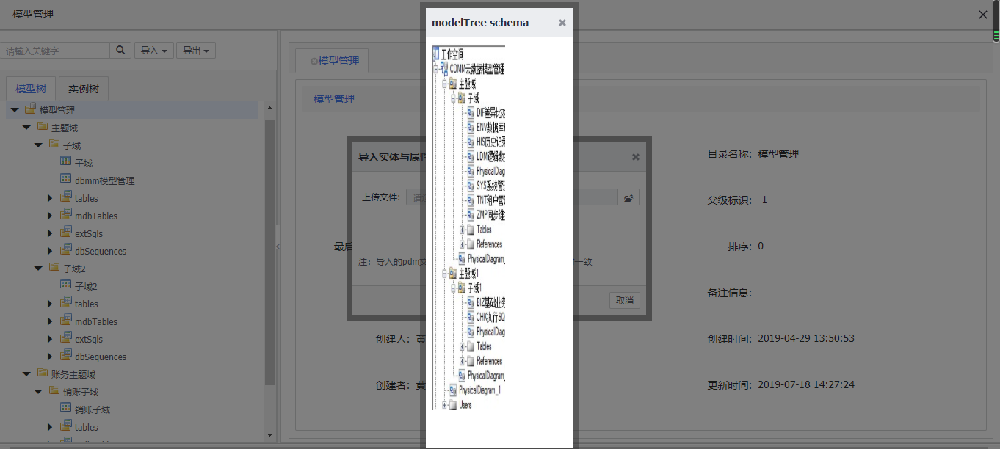 模型管理
请输入关键字
导入
导出
模型树
实例树
模型管理
主题域
子域
子域
dbmm模型管理
tables
mdbTables
extSqls
dbSequences
子域2
子域2
tables
mdbTables
extSqls
dbSequences
账务主题域
销账子域
销账子域
tables
模型管理
模型管理
目录名称: 模型管理
父级标识: -1
最后
排序: 0
备注信息:
创建人: 黄
创建时间: 2019-04-29 13:50:53
创建者: 黄
更新时间: 2019-07-18 14:27:24
导入实体与属
上传文件:
注: 导入的pdm文
一致
取消
modelTree schema
工作空间
CDMM云数据模型管理
主题域
子域
DIF差异比
ENV数据库
HIS历史记录
LDM逻辑数
PhysicalDiag
SYS系统管
TNT租户管
ZMP同步维
Tables
References
PhysicalDiagram_
主题域1
子域1
BIZ基础业务
CHK执行SQ
PhysicalDiag
Tables
References
PhysicalDiagram_
PhysicalDiagram_1
Users